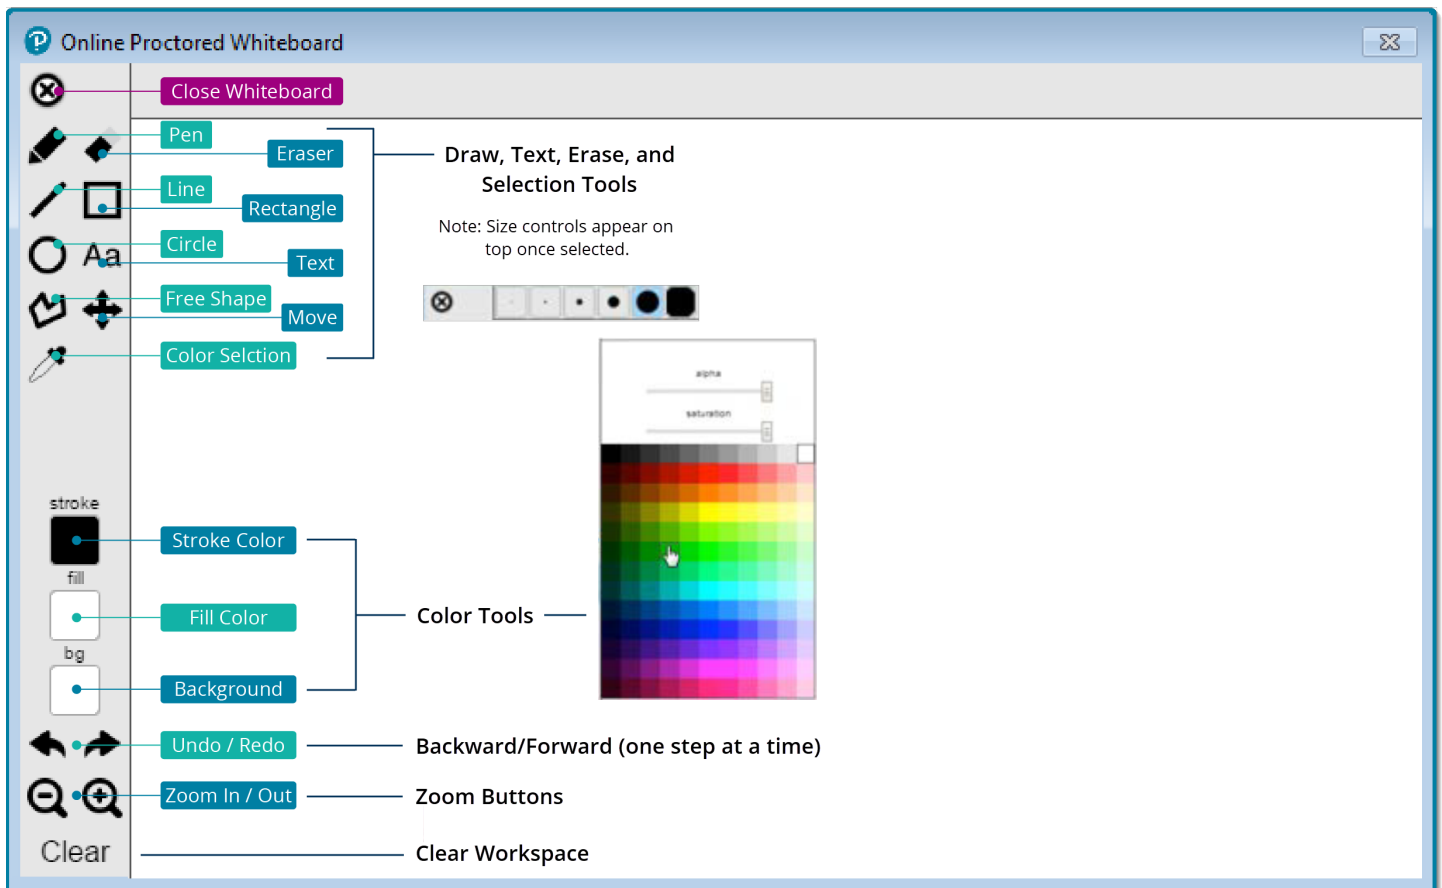 Online Proctored Whiteboard
Close Whiteboard
Pen
Eraser
Line
Rectangle
Circle
Aa
Text
Free Shape
Move
Color Selction
Draw, Text, Erase, and
Selection Tools
Note: Size controls appear on
top once selected.
alpha
saturation
stroke
Stroke Color
fill
Fill Color
Color Tools
bg
Background
Undo / Redo
Backward/Forward (one step at a time)
Zoom In / Out
Zoom Buttons
Clear
Clear Workspace